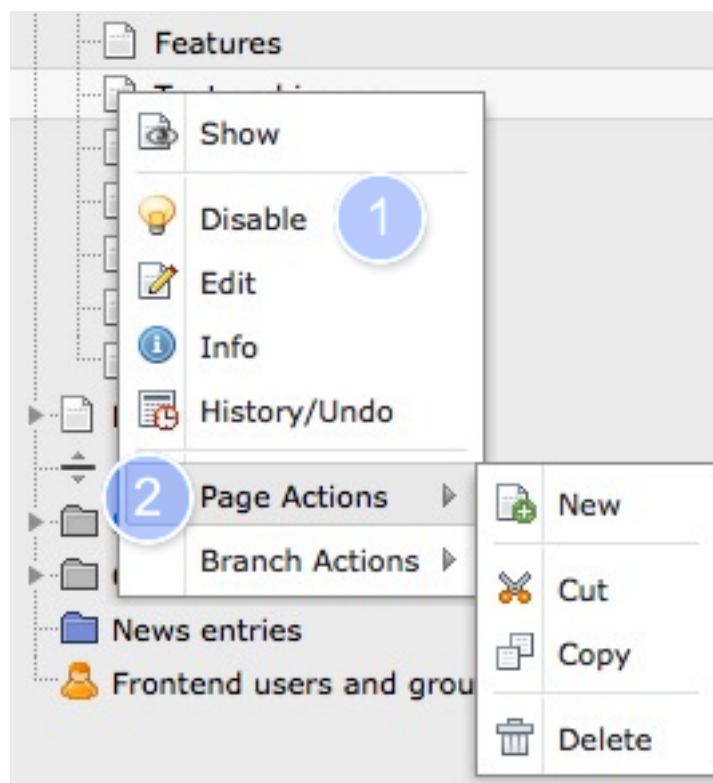 Features
Show
Disable
1
Edit
Info
History/Undo
2
Page Actions
Branch Actions
New
Cut
Copy
Delete
News entries
Frontend users and